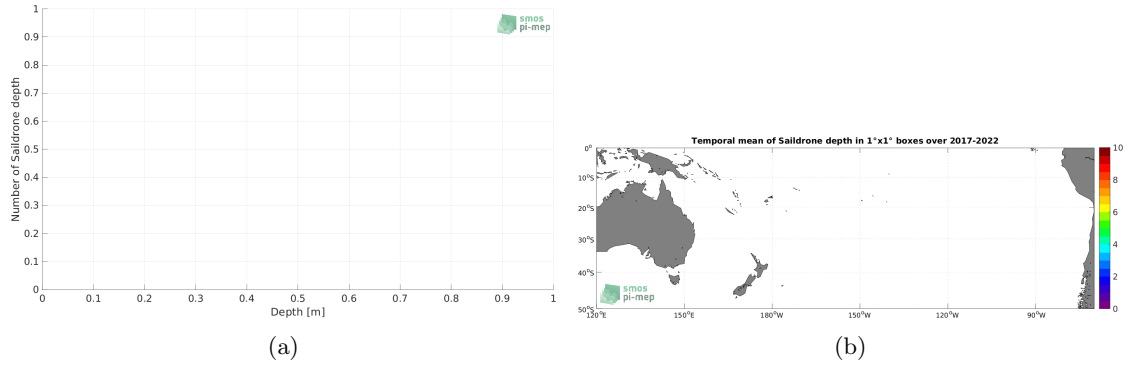 1
0.9
0.8
0.7
0.6
0.5
0.4
0.3
0.2
0.1
0
0 0.1 0.2 0.3 0.4 0.5 0.6 0.7 0.8 0.9 1
Number of Saildrone depth
Depth [m]
smos
pi-mep
(a)
Temporal mean of Saildrone depth in 1°x1° boxes over 2017-2022
0°
10°S
20°S
30°S
40°S
50°S
120°E 150°E 180°W 150°W 120°W 90°W
10
8
6
4
2
0
smos
pi-mep
(b)